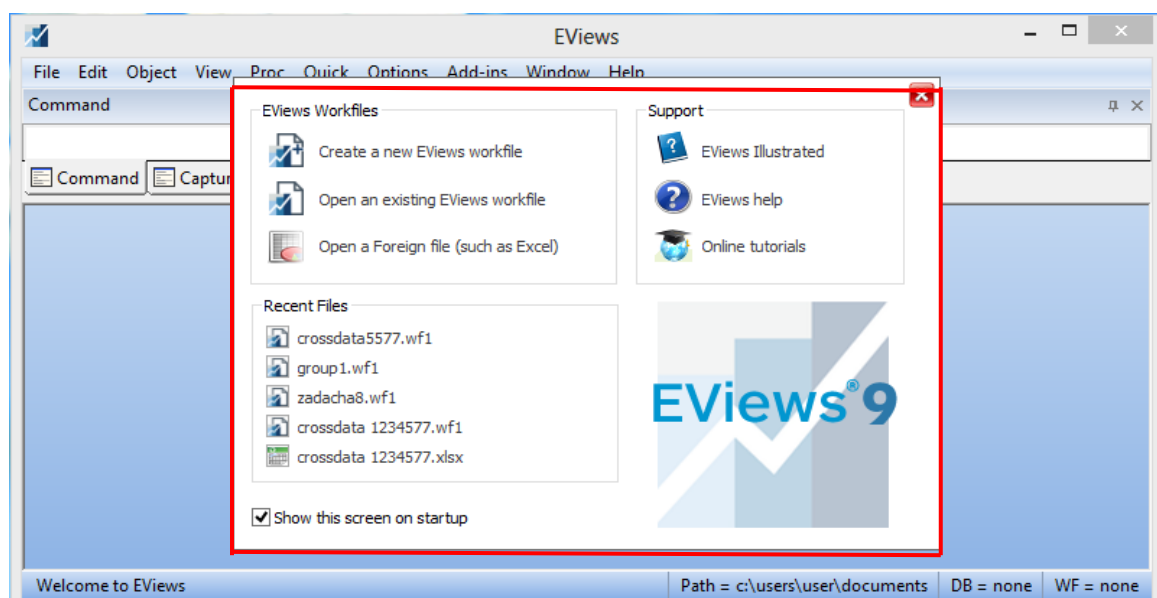 EViews
File Edit Object View Proc Quick Options Add-ins Window Help
Command
Command Captur
EViews Workfiles
Create a new EViews workfile
Open an existing EViews workfile
Open a Foreign file (such as Excel)
Support
EViews Illustrated
EViews help
Online tutorials
Recent Files
crossdata5577.wf1
group1.wf1
zadacha8.wf1
crossdata 1234577.wf1
crossdata 1234577.xlsx
Show this screen on startup
EViews®9
Welcome to EViews Path = c:\users\user\documents DB = none WF = none